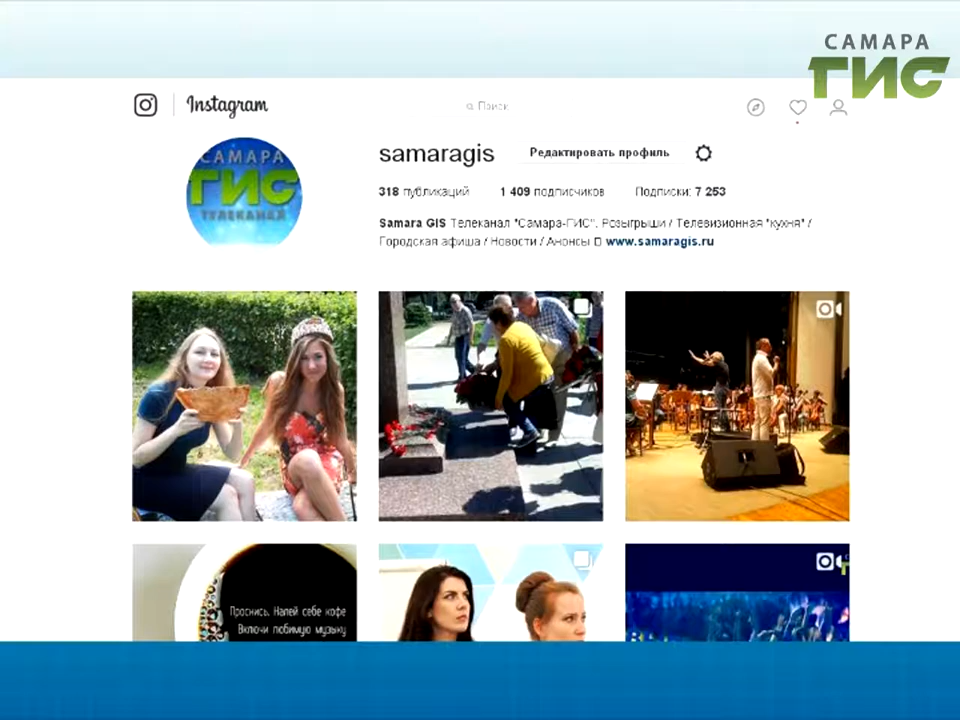 САМАРА
ГИС
Instagram
Поиск
САМАРА
ГИС
ТЕЛЕКАНАЛ
samaragis
Редактировать профиль
318 публикаций
1 409 подписчиков
Подписки: 7 253
Samara GIS Телеканал "Самара-ГИС". Розыгрыши / Телевизионная "кухня" /
Городская афиша / Новости / Анонсы www.samaragis.ru
Проснись. Налей себе кофе
Включи любимую музыку